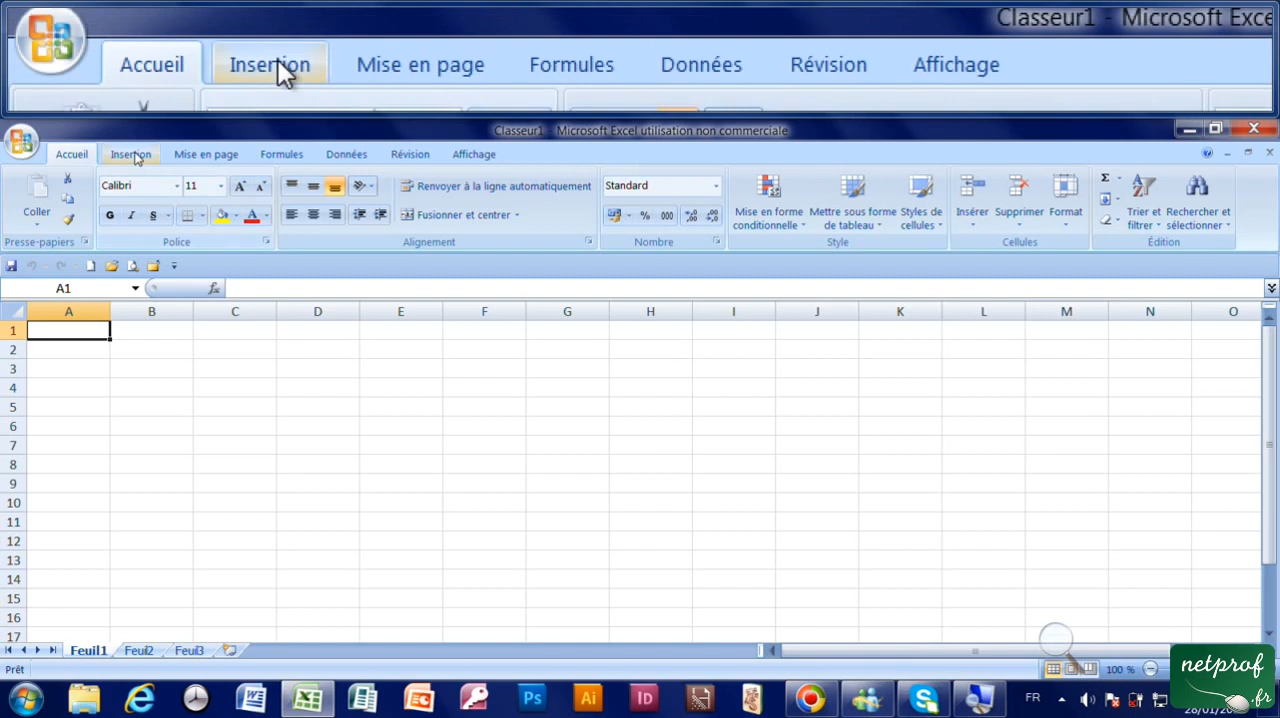 Classeur1 - Microsoft Exce
Accueil Insertion Mise en page Formules Données Révision Affichage
Classeur1 - Microsoft Excel utilisation non commerciale
Accueil Insertion Mise en page Formules Données Révision Affichage
Calibri 11 Renvoyer à la ligne automatiquement Standard
Coller G I S Fusionner et centrer % 000 Mise en forme conditionnelle Mettre sous forme de tableau Styles de cellules Insérer Supprimer Format Σ Trier et filtrer Rechercher et sélectionner
Presse-papiers Police Alignement Nombre Style Cellules Édition
A1 fx
A B C D E F G H I J K L M N O
1
2
3
4
5
6
7
8
9
10
11
12
13
14
15
16
17
Feuil1 Feuil2 Feuil3
Prêt 100 %
netprof.fr
Ps Ai Id FR